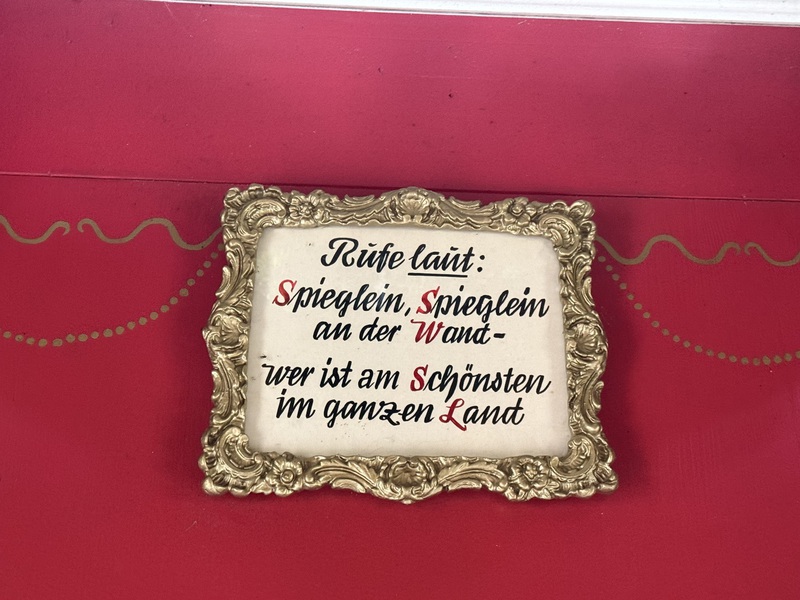 Rufe laut:
Spieglein, Spieglein
an der Wand-
wer ist am Schönsten
im ganzen Land